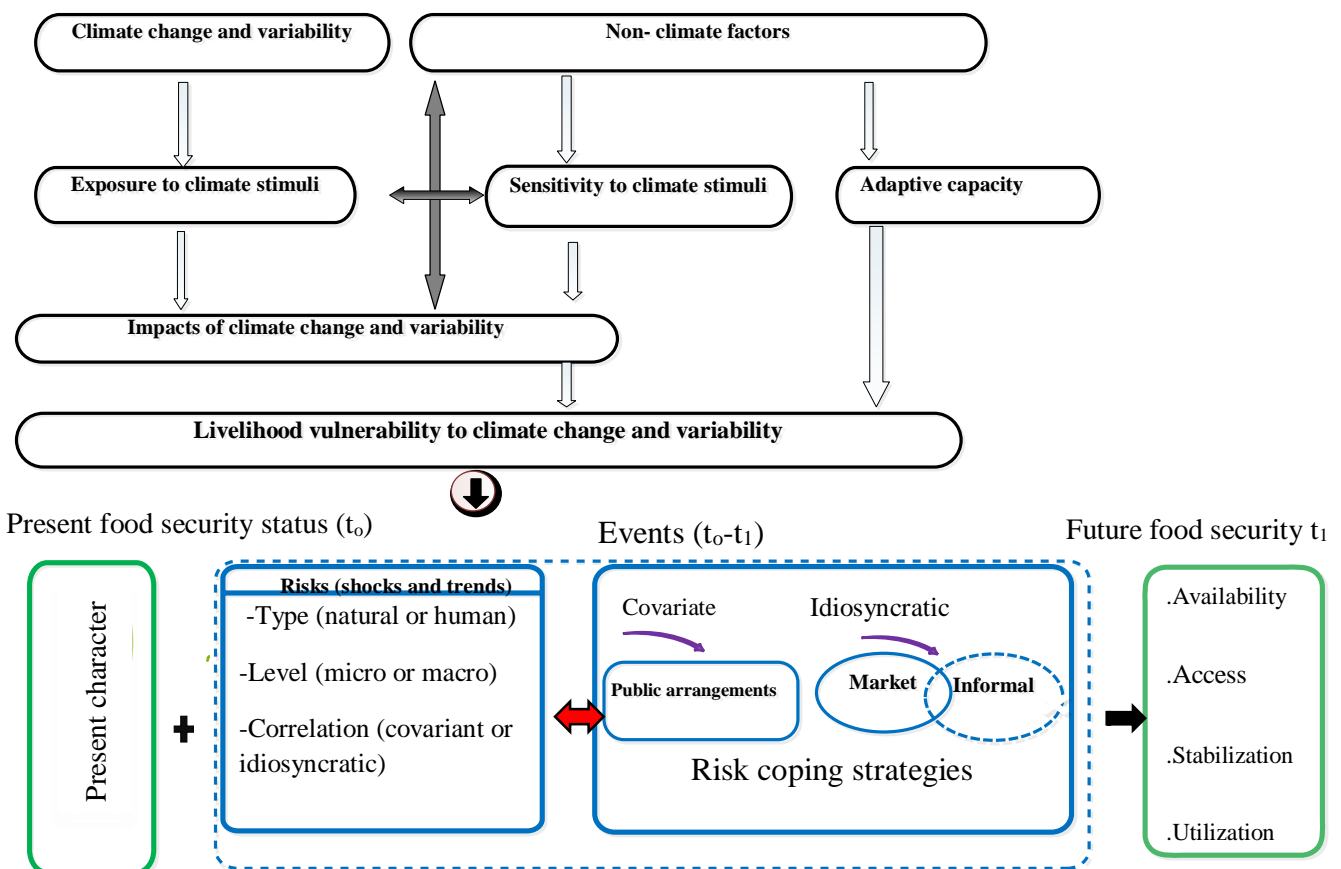 Climate change and variability
Non- climate factors
Exposure to climate stimuli
Sensitivity to climate stimuli
Adaptive capacity
Impacts of climate change and variability
Livelihood vulnerability to climate change and variability
Present food security status (tₒ)
Events (tₒ-t₁)
Future food security t₁
Present character
Risks (shocks and trends)
-Type (natural or human)
-Level (micro or macro)
-Correlation (covariant or
idiosyncratic)
Covariate
Idiosyncratic
Public arrangements
Market
Informal
Risk coping strategies
.Availability
.Access
.Stabilization
.Utilization